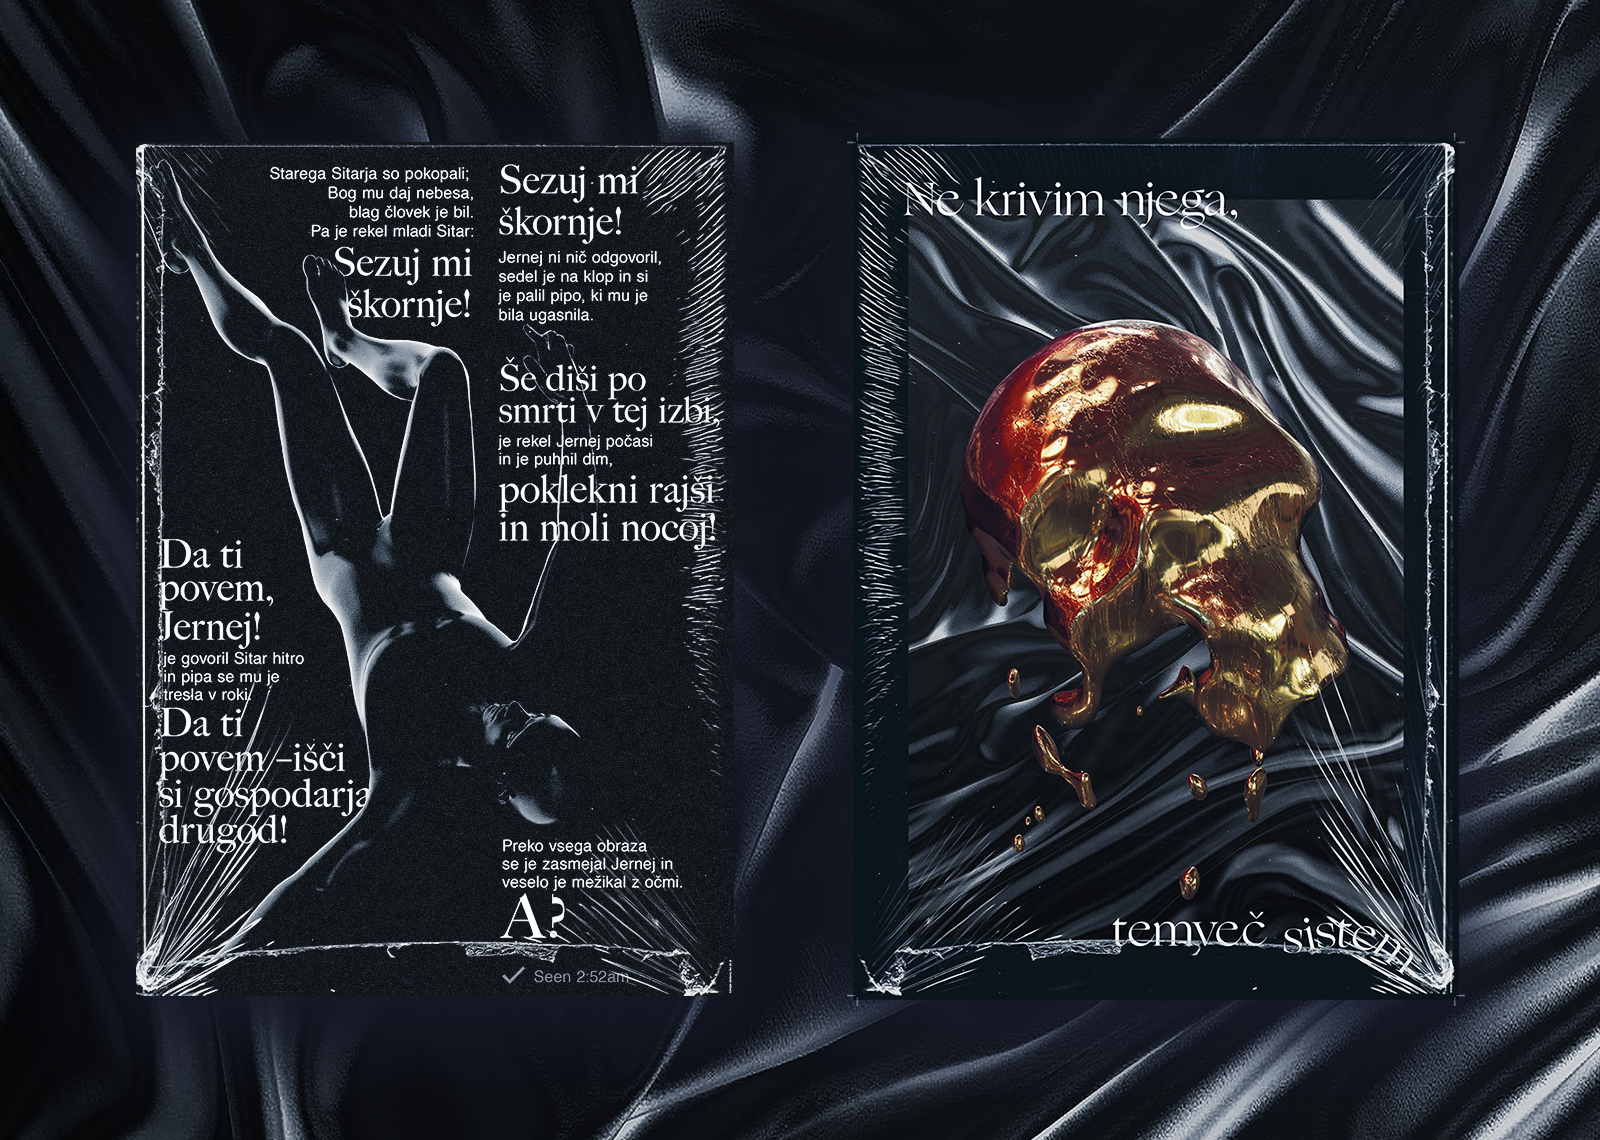 Starega Sitarja so pokopali;
Bog mu daj nebesa,
blag človek je bil.
Pa je rekel mladi Sitar:
Sezuj mi
škornje!
Sezuj mi
škornje!
Jernej ni nič odgovoril,
sedel je na klop in si
je palil pipo, ki mu je
bila ugasnila.
Še diši po
smrti v tej izbi,
je rekel Jernej počasi
in je puhnil dim,
poklekni rajši
in moli nocoj!
Da ti
povem,
Jernej!
je govoril Sitar hitro
in pipa se mu je
tresla v roki.
Da ti
povem –išči
si gospodarja
drugod!
Preko vsega obraza
se je zasmejal Jernej in
veselo je mežikal z očmi.
A?
Seen 2:52am
Ne krivim njega,
temveč sistem